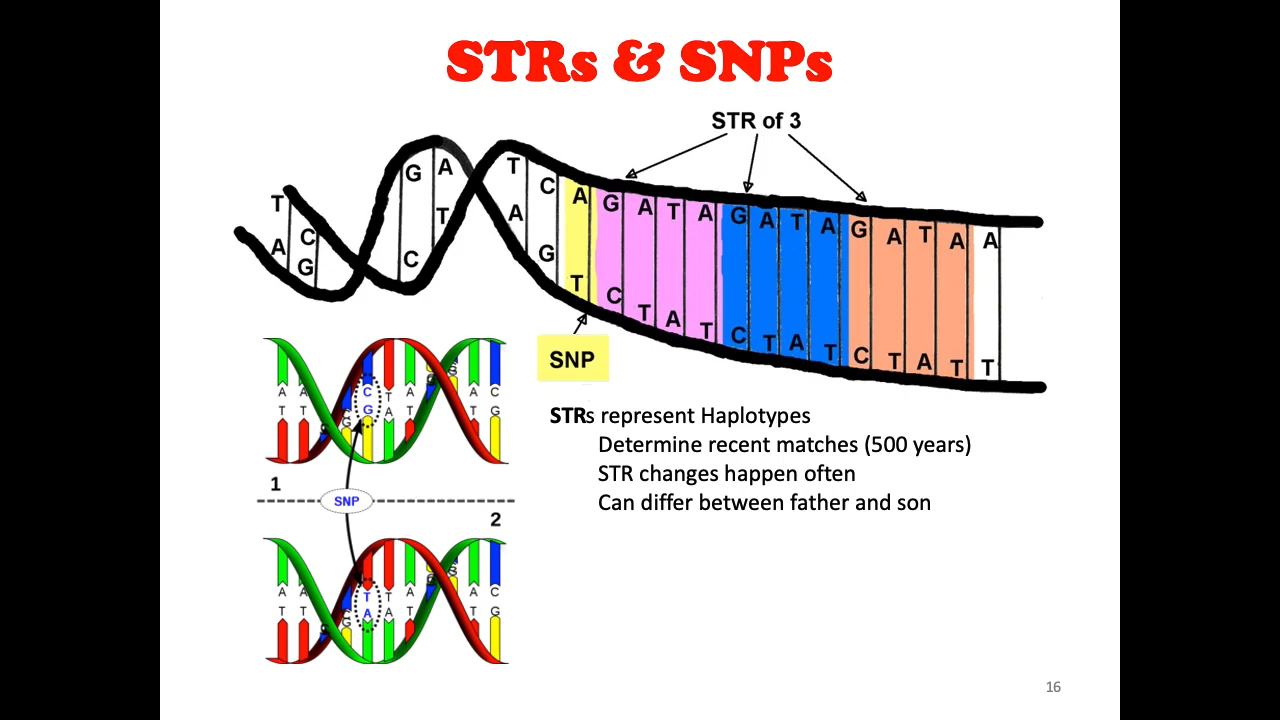 STRs & SNPs
STR of 3
T C A G A T A G A T A G A T A A
G A
T
A C
A G T C T A T C T A T C T A T T
G C T
SNP
STRs represent Haplotypes
Determine recent matches (500 years)
STR changes happen often
Can differ between father and son
A A C A A C
T T G G T T T G
1
SNP
2
A A T A A C
T T G A A T T G
16